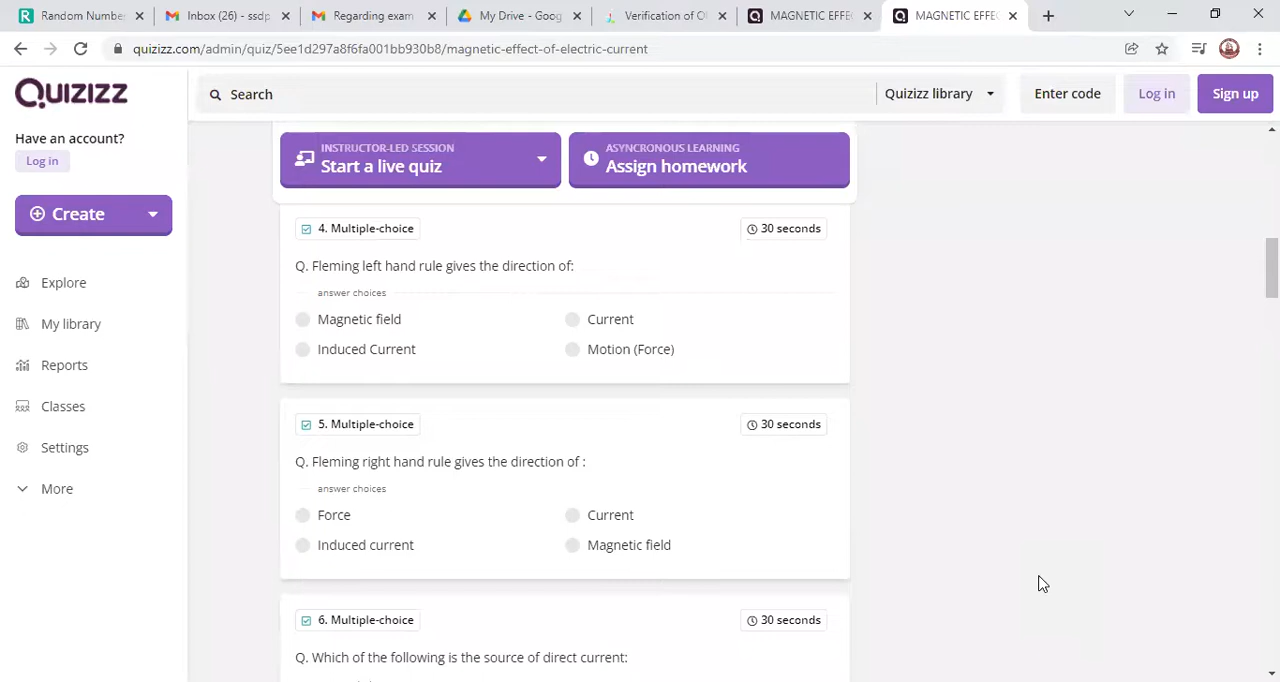 Random Number
Inbox (26) - ssdp
Regarding exam
My Drive - Goog
Verification of O
MAGNETIC EFFEC
MAGNETIC EFFEC
quizizz.com/admin/quiz/5ee1d297a8f6fa001bb930b8/magnetic-effect-of-electric-current
Quizizz
Search
Quizizz library
Enter code
Log in
Sign up
Have an account?
Log in
Create
Explore
My library
Reports
Classes
Settings
More
INSTRUCTOR-LED SESSION
Start a live quiz
ASYNCRONOUS LEARNING
Assign homework
4. Multiple-choice
30 seconds
Q. Fleming left hand rule gives the direction of:
answer choices
Magnetic field
Current
Induced Current
Motion (Force)
5. Multiple-choice
30 seconds
Q. Fleming right hand rule gives the direction of :
answer choices
Force
Current
Induced current
Magnetic field
6. Multiple-choice
30 seconds
Q. Which of the following is the source of direct current: